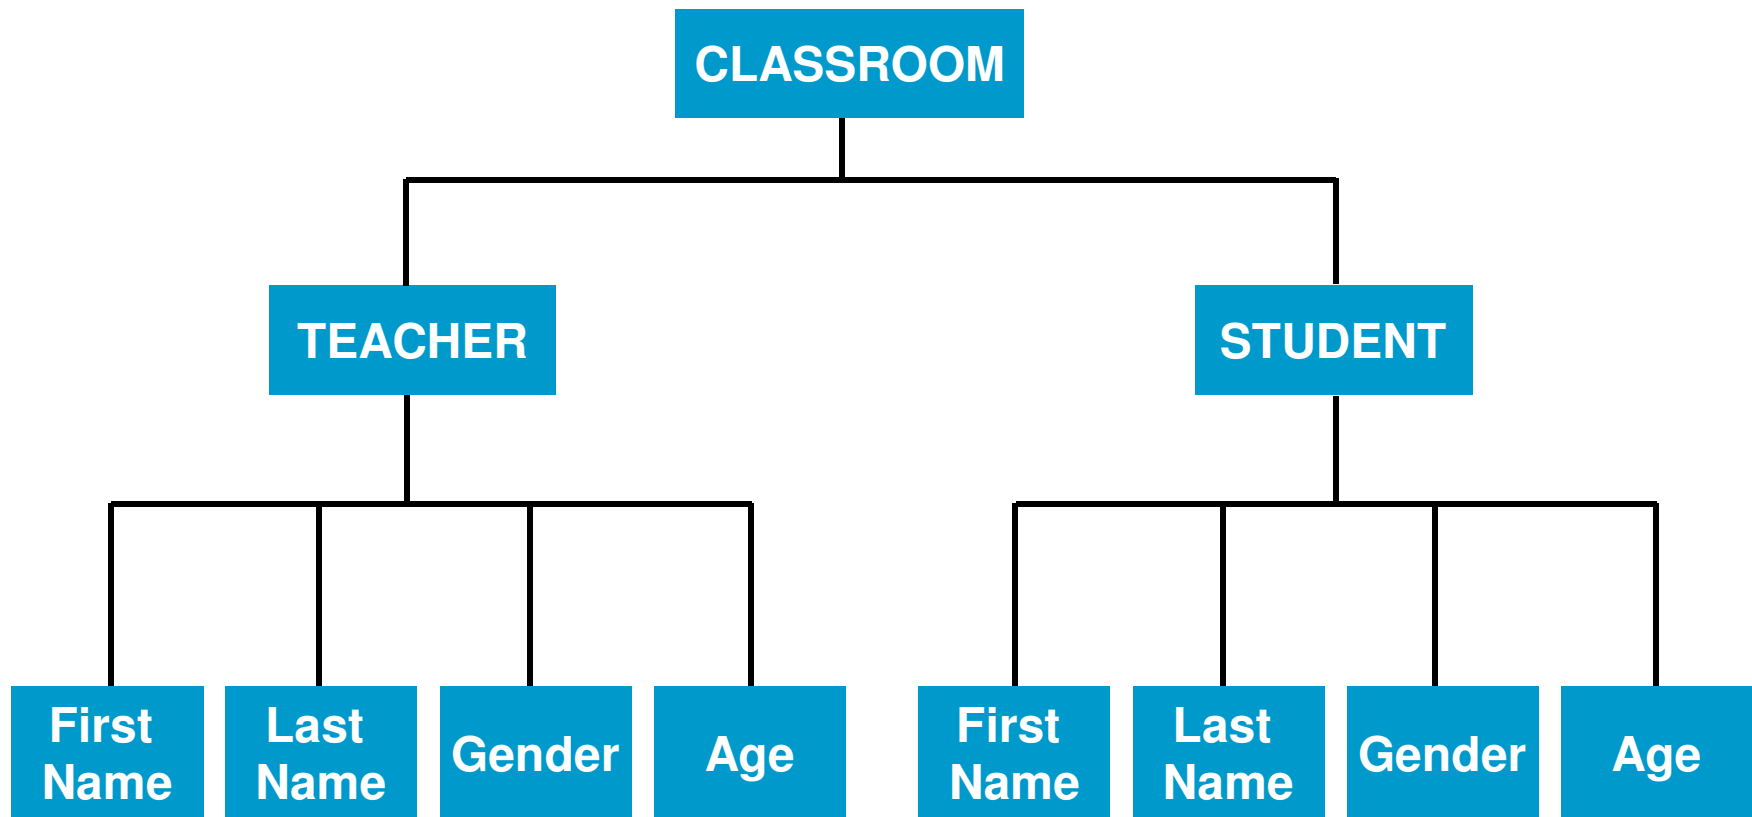 CLASSROOM
TEACHER
STUDENT
First
Name
Last
Name
Gender
Age
First
Name
Last
Name
Gender
Age